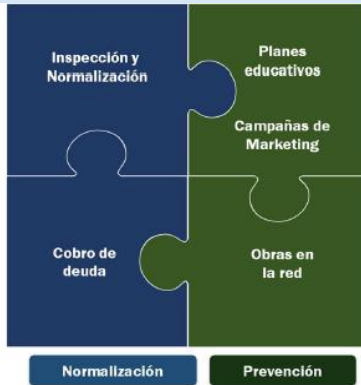 Inspección y
Normalización
Planes
educativos
Campañas de
Marketing
Cobro de
deuda
Obras en
la red
Normalización
Prevención